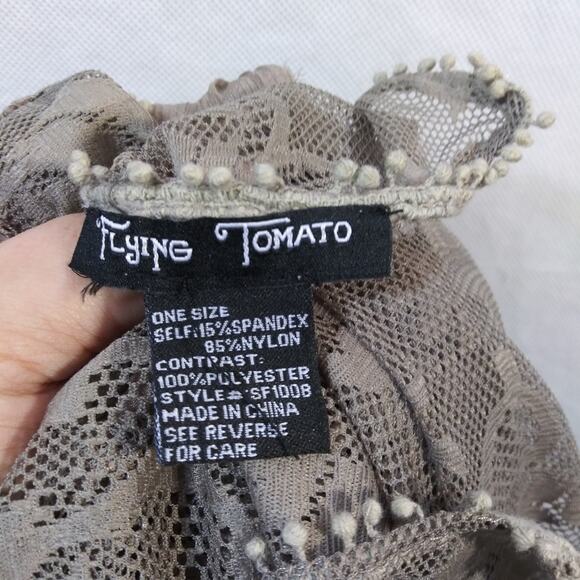 FLYING TOMATO
ONE SIZE
SELF:15%SPANDEX
85%NYLON
CONTRAST:
100%POLYESTER
STYLE#:SF1008
MADE IN CHINA
SEE REVERSE
FOR CARE